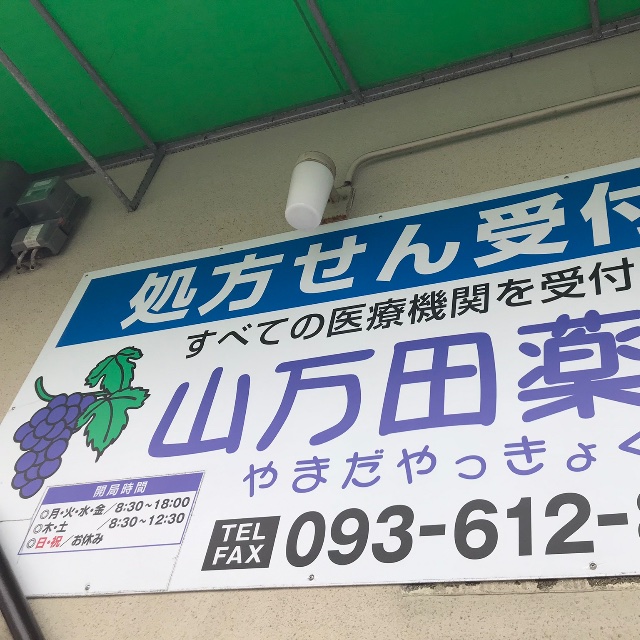 処方せん受付
すべての医療機関を受付
山万田薬
やまだやっきょく
開局時間
◎月・火・水・金／8:30～18:00
◎木・土／8:30～12:30
◎日・祝／お休み
TEL
FAX
093-612-